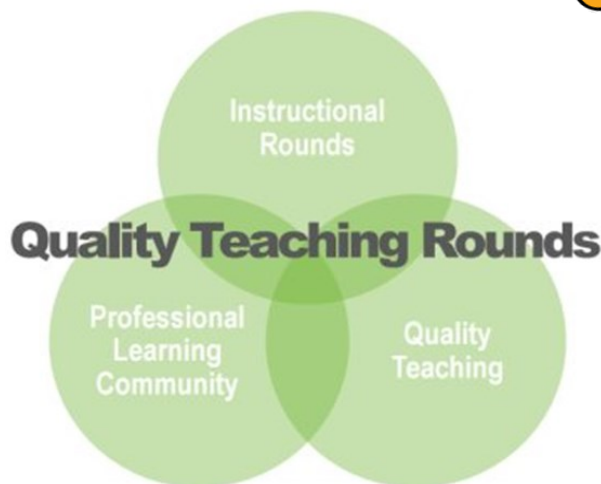 Instructional
Rounds
Quality Teaching Rounds
Professional
Learning
Community
Quality
Teaching